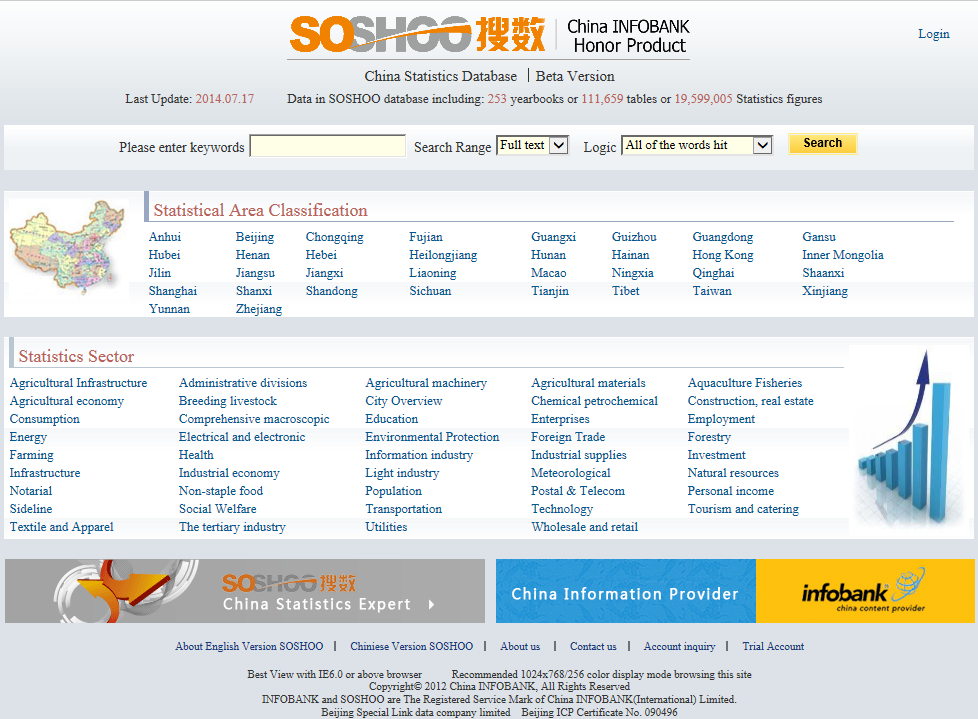 SOSHOO 搜数 China INFOBANK
Honor Product
Login
China Statistics Database | Beta Version
Last Update: 2014.07.17 Data in SOSHOO database including: 253 yearbooks or 111,659 tables or 19,599,005 Statistics figures
Please enter keywords Search Range Full text Logic All of the words hit Search
Statistical Area Classification
Anhui Beijing Chongqing Fujian Guangxi Guizhou Guangdong Gansu
Hubei Henan Hebei Heilongjiang Hunan Hainan Hong Kong Inner Mongolia
Jilin Jiangsu Jiangxi Liaoning Macao Ningxia Qinghai Shaanxi
Shanghai Shanxi Shandong Sichuan Tianjin Tibet Taiwan Xinjiang
Yunnan Zhejiang
Statistics Sector
Agricultural Infrastructure Administrative divisions Agricultural machinery Agricultural materials Aquaculture Fisheries
Agricultural economy Breeding livestock City Overview Chemical petrochemical Construction, real estate
Consumption Comprehensive macroscopic Education Enterprises Employment
Energy Electrical and electronic Environmental Protection Foreign Trade Forestry
Farming Health Information industry Industrial supplies Investment
Infrastructure Industrial economy Light industry Meteorological Natural resources
Notarial Non-staple food Population Postal & Telecom Personal income
Sideline Social Welfare Transportation Technology Tourism and catering
Textile and Apparel The tertiary industry Utilities Wholesale and retail
SOSHOO 搜数
China Statistics Expert
China Information Provider
infobank
china content provider
About English Version SOSHOO | Chiniese Version SOSHOO | About us | Contact us | Account inquiry | Trial Account
Best View with IE6.0 or above browser Recommended 1024x768/256 color display mode browsing this site
Copyright© 2012 China INFOBANK, All Rights Reserved
INFOBANK and SOSHOO are The Registered Service Mark of China INFOBANK(International) Limited.
Beijing Special Link data company limited Beijing ICP Certificate No. 090496